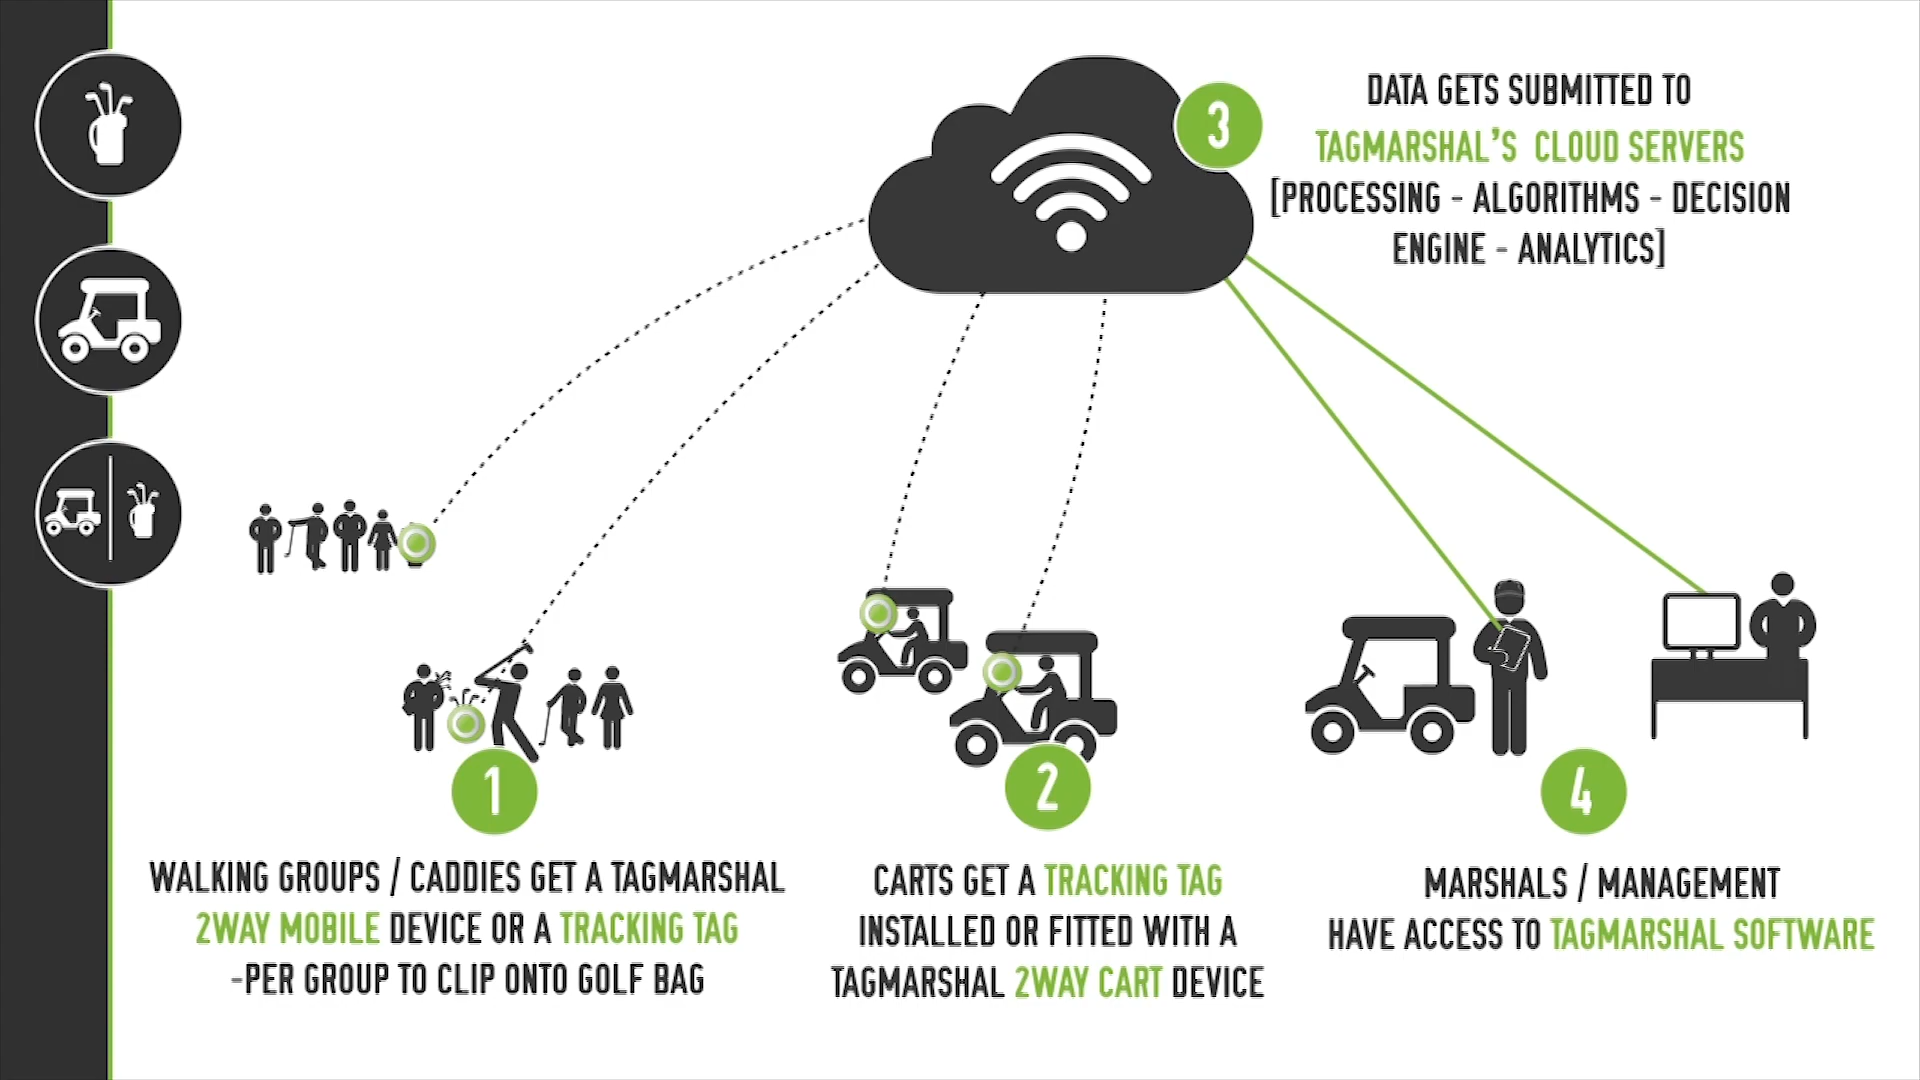 3
DATA GETS SUBMITTED TO
TAGMARSHAL'S CLOUD SERVERS
[PROCESSING - ALGORITHMS - DECISION
ENGINE - ANALYTICS]
1
WALKING GROUPS / CADDIES GET A TAGMARSHAL
2WAY MOBILE DEVICE OR A TRACKING TAG
-PER GROUP TO CLIP ONTO GOLF BAG
2
CARTS GET A TRACKING TAG
INSTALLED OR FITTED WITH A
TAGMARSHAL 2WAY CART DEVICE
4
MARSHALS / MANAGEMENT
HAVE ACCESS TO TAGMARSHAL SOFTWARE